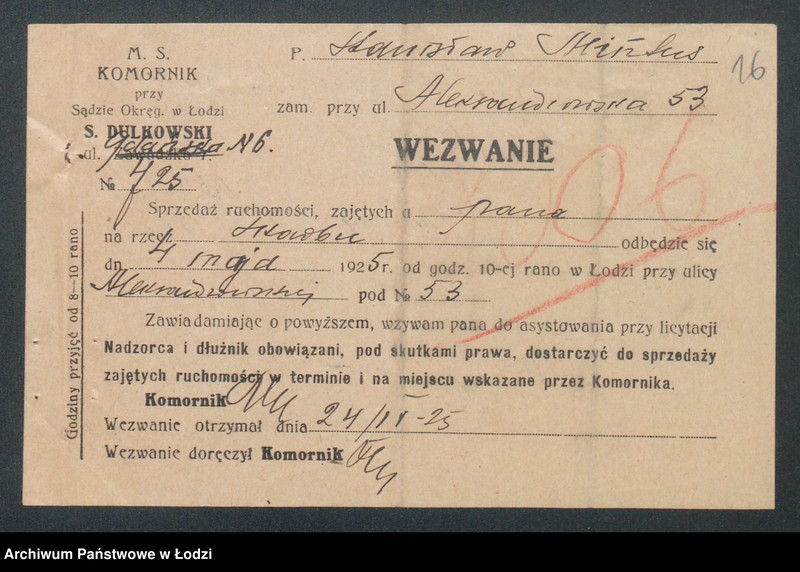 M. S.
KOMORNIK
przy
Sądzie Okręg. w Łodzi
S. DULKOWSKI
ul. Gdańska N 6.
№ 725
16
P. Stanisław
zam. przy ul. Aleksandrowska 53
WEZWANIE
Sprzedaż ruchomości, zajętych u pana
na rzecz Skarbu odbędzie się
dn 4 maja 1925 r. od godz. 10-ej rano w Łodzi przy ulicy
Aleksandrowskiej pod № 53
Zawiadamiając o powyższem, wzywam pana do asystowania przy licytacji
Nadzorca i dłużnik obowiązani, pod skutkami prawa, dostarczyć do sprzedaży
zajętych ruchomości w terminie i na miejscu wskazane przez Komornika.
Komornik
Wezwanie otrzymał dnia 24/IV-25
Wezwanie doręczył Komornik
Godziny przyjęć od 8—10 rano
Archiwum Państwowe w Łodzi